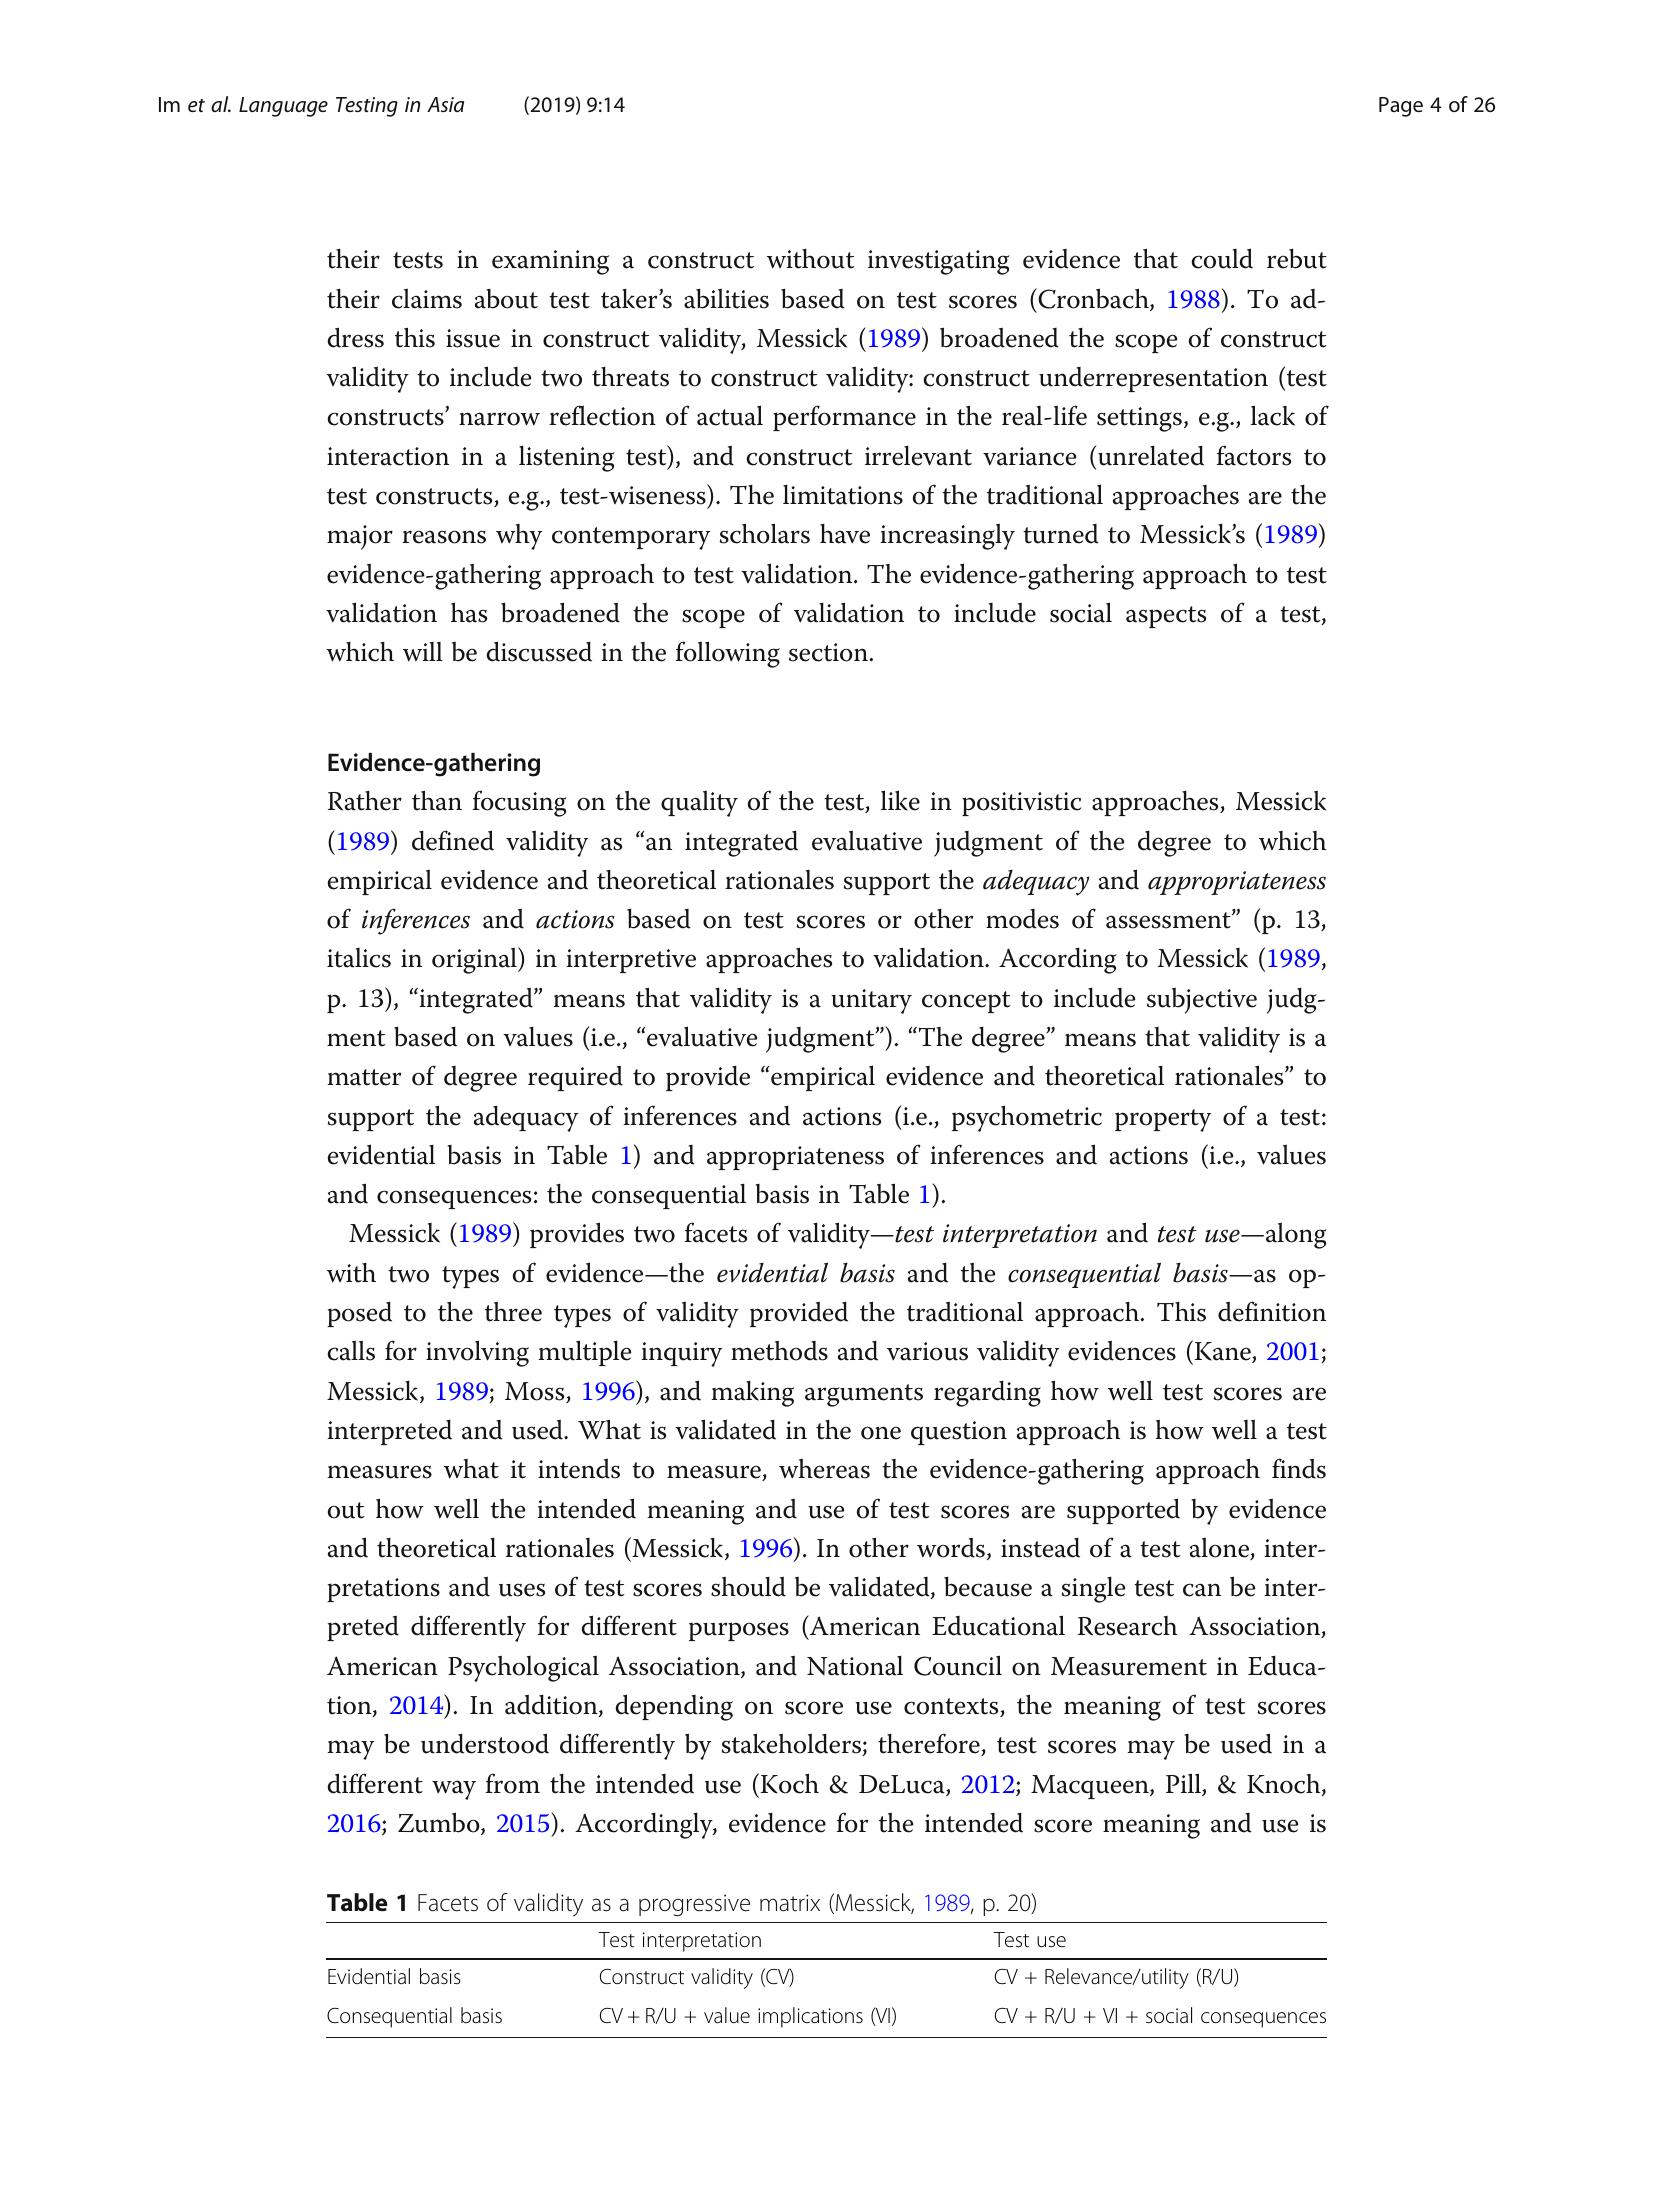 Im et al. Language Testing in Asia (2019) 9:14 Page 4 of 26
their tests in examining a construct without investigating evidence that could rebut
their claims about test taker’s abilities based on test scores (Cronbach, 1988). To ad-
dress this issue in construct validity, Messick (1989) broadened the scope of construct
validity to include two threats to construct validity: construct underrepresentation (test
constructs’ narrow reflection of actual performance in the real-life settings, e.g., lack of
interaction in a listening test), and construct irrelevant variance (unrelated factors to
test constructs, e.g., test-wiseness). The limitations of the traditional approaches are the
major reasons why contemporary scholars have increasingly turned to Messick’s (1989)
evidence-gathering approach to test validation. The evidence-gathering approach to test
validation has broadened the scope of validation to include social aspects of a test,
which will be discussed in the following section.
Evidence-gathering
Rather than focusing on the quality of the test, like in positivistic approaches, Messick
(1989) defined validity as “an integrated evaluative judgment of the degree to which
empirical evidence and theoretical rationales support the adequacy and appropriateness
of inferences and actions based on test scores or other modes of assessment” (p. 13,
italics in original) in interpretive approaches to validation. According to Messick (1989,
p. 13), “integrated” means that validity is a unitary concept to include subjective judg-
ment based on values (i.e., “evaluative judgment”). “The degree” means that validity is a
matter of degree required to provide “empirical evidence and theoretical rationales” to
support the adequacy of inferences and actions (i.e., psychometric property of a test:
evidential basis in Table 1) and appropriateness of inferences and actions (i.e., values
and consequences: the consequential basis in Table 1).
Messick (1989) provides two facets of validity—test interpretation and test use—along
with two types of evidence—the evidential basis and the consequential basis—as op-
posed to the three types of validity provided the traditional approach. This definition
calls for involving multiple inquiry methods and various validity evidences (Kane, 2001;
Messick, 1989; Moss, 1996), and making arguments regarding how well test scores are
interpreted and used. What is validated in the one question approach is how well a test
measures what it intends to measure, whereas the evidence-gathering approach finds
out how well the intended meaning and use of test scores are supported by evidence
and theoretical rationales (Messick, 1996). In other words, instead of a test alone, inter-
pretations and uses of test scores should be validated, because a single test can be inter-
preted differently for different purposes (American Educational Research Association,
American Psychological Association, and National Council on Measurement in Educa-
tion, 2014). In addition, depending on score use contexts, the meaning of test scores
may be understood differently by stakeholders; therefore, test scores may be used in a
different way from the intended use (Koch & DeLuca, 2012; Macqueen, Pill, & Knoch,
2016; Zumbo, 2015). Accordingly, evidence for the intended score meaning and use is
Table 1 Facets of validity as a progressive matrix (Messick, 1989, p. 20)
Test interpretation Test use
Evidential basis Construct validity (CV) CV + Relevance/utility (R/U)
Consequential basis CV + R/U + value implications (VI) CV + R/U + VI + social consequences